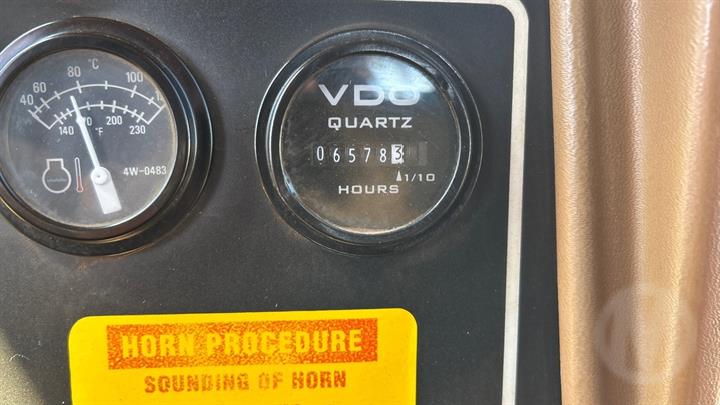 °C
40 60 80 100
140 170 200 230
°F
4W-0483
VDO
QUARTZ
065783
1/10
HOURS
HORN PROCEDURE
SOUNDING OF HORN